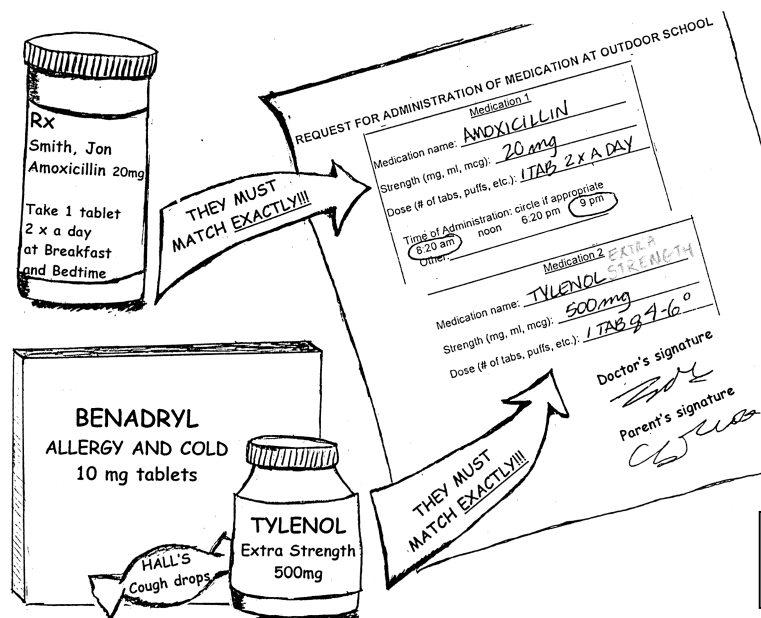 Rx
Smith, Jon
Amoxicillin 20mg
Take 1 tablet
2 x a day
at Breakfast
and Bedtime
THEY MUST
MATCH EXACTLY!!!
REQUEST FOR ADMINISTRATION OF MEDICATION AT OUTDOOR SCHOOL
Medication 1
Medication name: AMOXICILLIN
Strength (mg, ml, mcg): 20 mg
Dose (# of tabs, puffs, etc.): 1 TAB 2 x A DAY
Time of Administration: circle if appropriate
8:20 am noon 6:20 pm 9 pm
Other:
Medication 2
Medication name: TYLENOL EXTRA STRENGTH
Strength (mg, ml, mcg): 500 mg
Dose (# of tabs, puffs, etc.): 1 TAB q 4-6°
Doctor's signature
Parent's signature
BENADRYL
ALLERGY AND COLD
10 mg tablets
HALL'S
Cough drops
TYLENOL
Extra Strength
500mg
THEY MUST
MATCH EXACTLY!!!